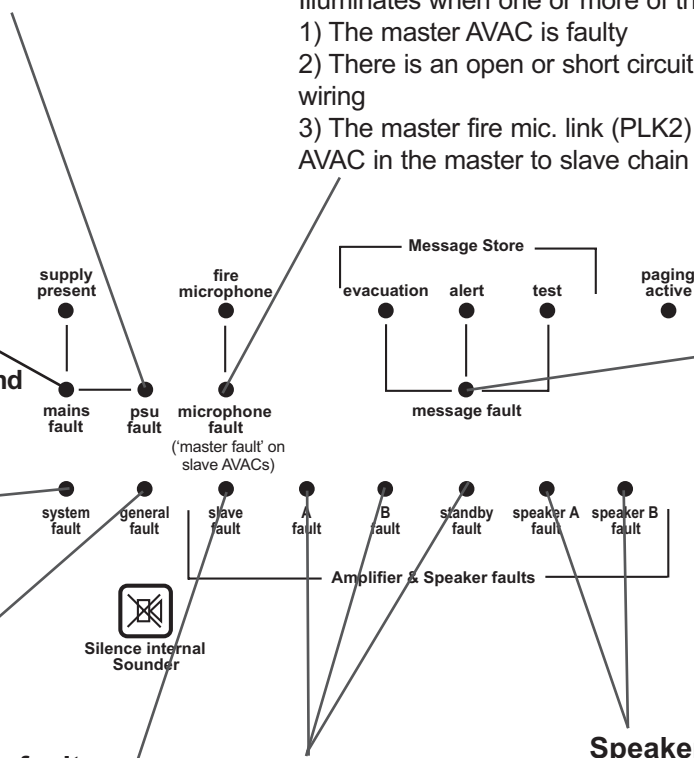 Illuminates when one or more of th
1) The master AVAC is faulty
2) There is an open or short circuit
wiring
3) The master fire mic. link (PLK2)
AVAC in the master to slave chain
Message Store
supply
present
fire
microphone
evacuation
alert
test
paging
active
nd
mains
fault
psu
fault
microphone
fault
(‘master fault’ on
slave AVACs)
message fault
system
fault
general
fault
slave
fault
A
fault
B
fault
standby
fault
speaker A
fault
speaker B
fault
Amplifier & Speaker faults
Silence internal
Sounder
Speake